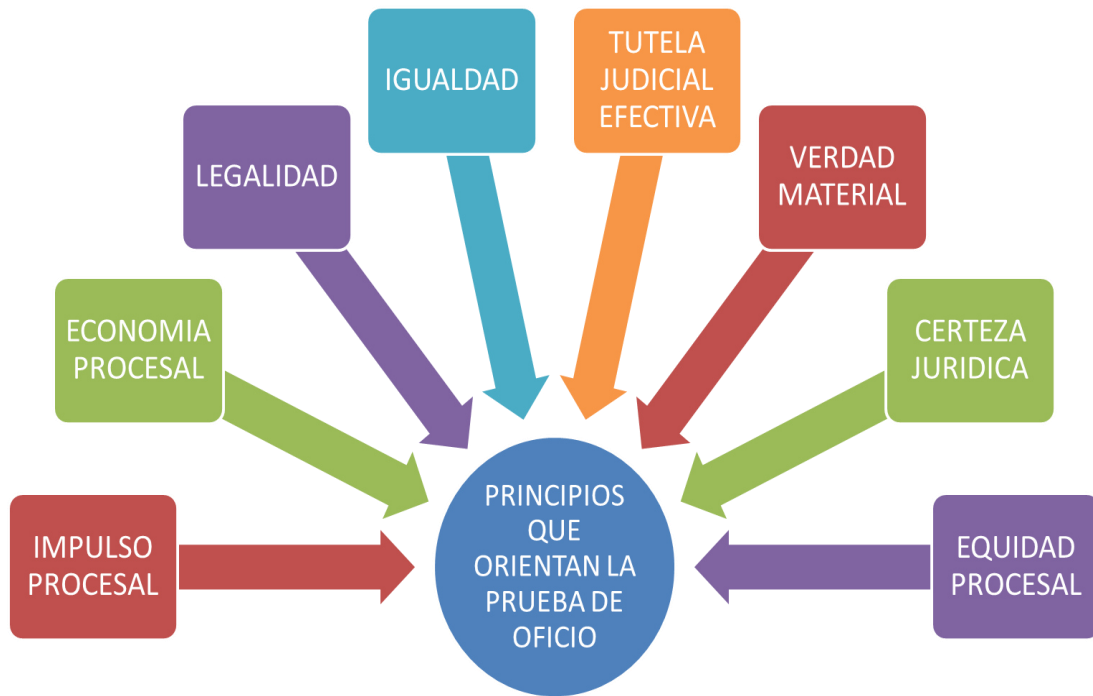 IMPULSO
PROCESAL
ECONOMIA
PROCESAL
LEGALIDAD
IGUALDAD
TUTELA
JUDICIAL
EFECTIVA
VERDAD
MATERIAL
CERTEZA
JURIDICA
EQUIDAD
PROCESAL
PRINCIPIOS
QUE
ORIENTAN LA
PRUEBA DE
OFICIO